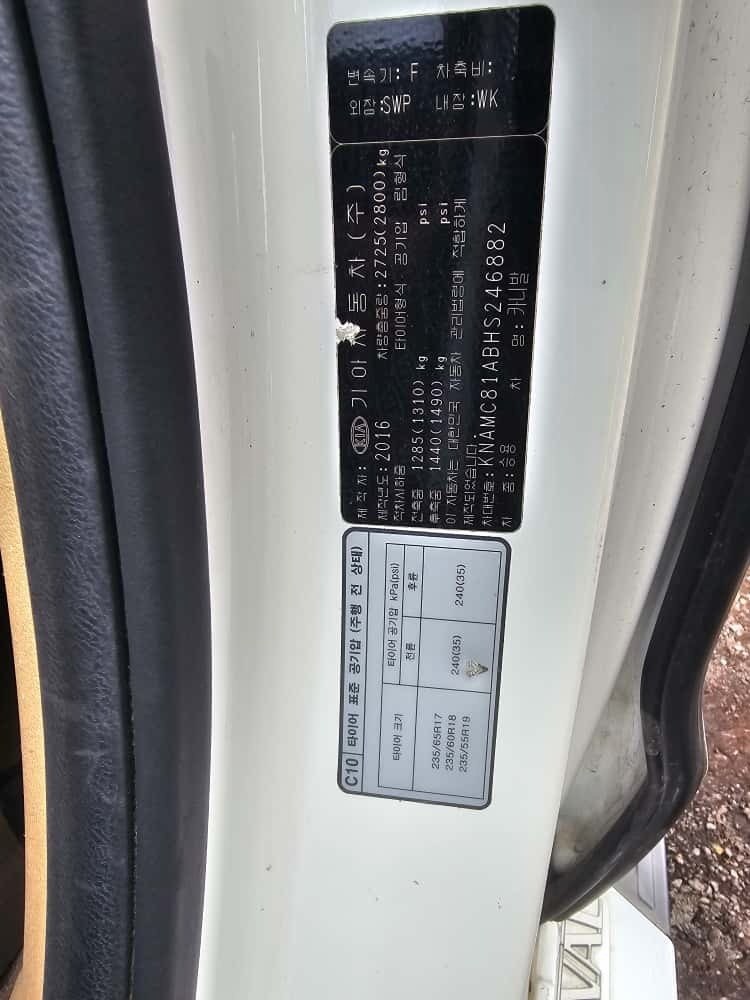 변속기: F 차축비:
외장:SWP 내장:WK
제 작 자: KIA 기 아 자 동 차 ( 주 )
제작년도:2016 차량총중량:2725(2800)kg
적차시하중 타이어형식 공기압 림형식
전축중 1285(1310) kg psi
후축중 1440(1490) kg psi
이 자동차는 대한민국 자동차 관리법령에 적합하게
제작되었습니다.
차대번호:KNAMC81ABHS246882
차 종:승용 차 명:카니발
C10 타이어 표준 공기압 (주행 전 상태)
타이어 크기 타이어 공기압 kPa(psi)
전륜 후륜
235/65R17
235/60R18 240(35) 240(35)
235/55R19